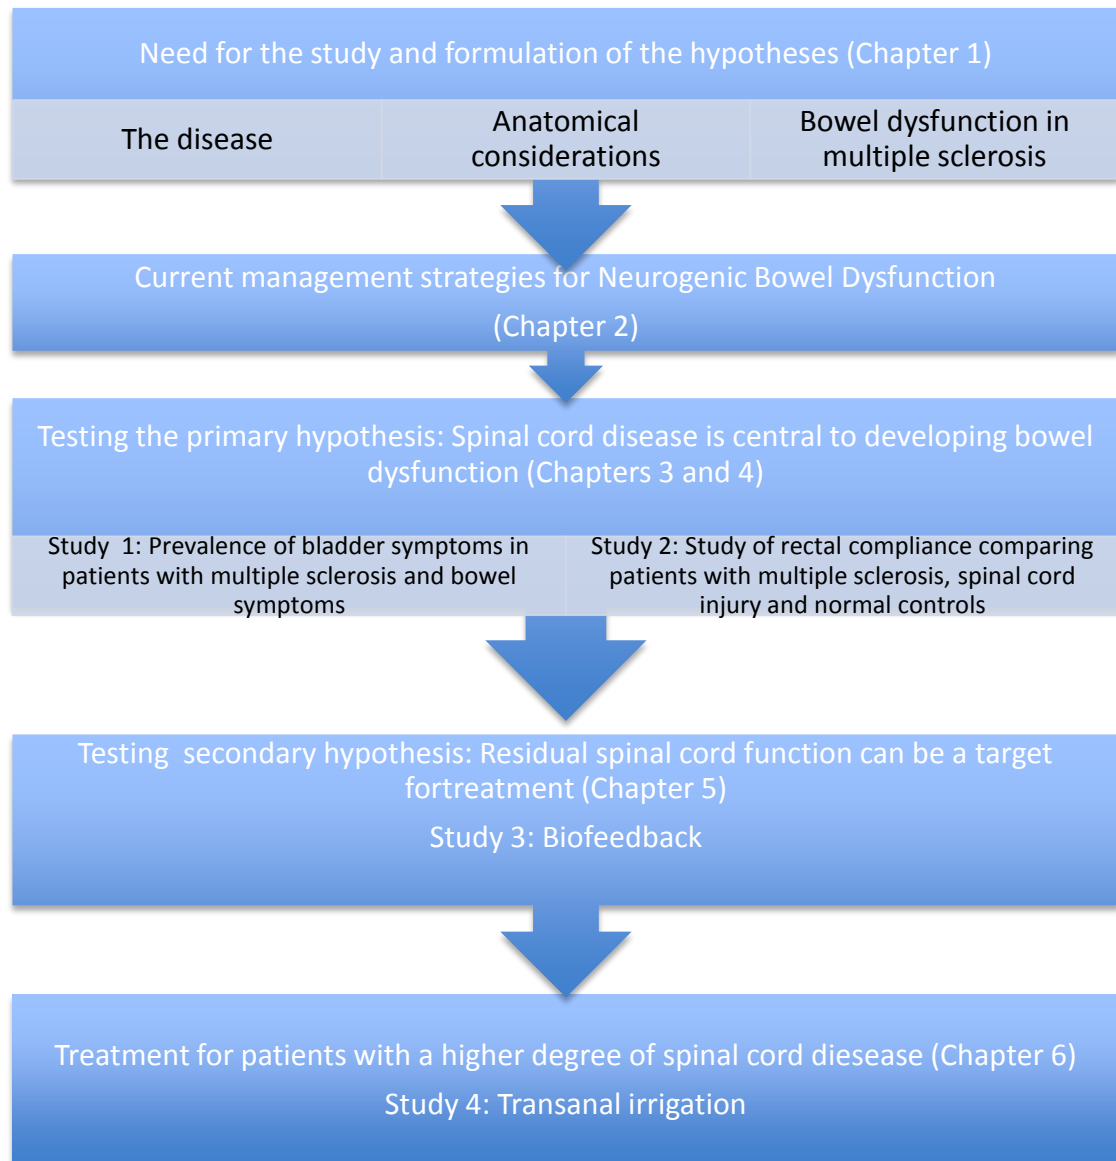 Need for the study and formulation of the hypotheses (Chapter 1)
The disease
Anatomical
considerations
Bowel dysfunction in
multiple sclerosis
Current management strategies for Neurogenic Bowel Dysfunction
(Chapter 2)
Testing the primary hypothesis: Spinal cord disease is central to developing bowel
dysfunction (Chapters 3 and 4)
Study 1: Prevalence of bladder symptoms in
patients with multiple sclerosis and bowel
symptoms
Study 2: Study of rectal compliance comparing
patients with multiple sclerosis, spinal cord
injury and normal controls
Testing secondary hypothesis: Residual spinal cord function can be a target
fortreatment (Chapter 5)
Study 3: Biofeedback
Treatment for patients with a higher degree of spinal cord diesease (Chapter 6)
Study 4: Transanal irrigation